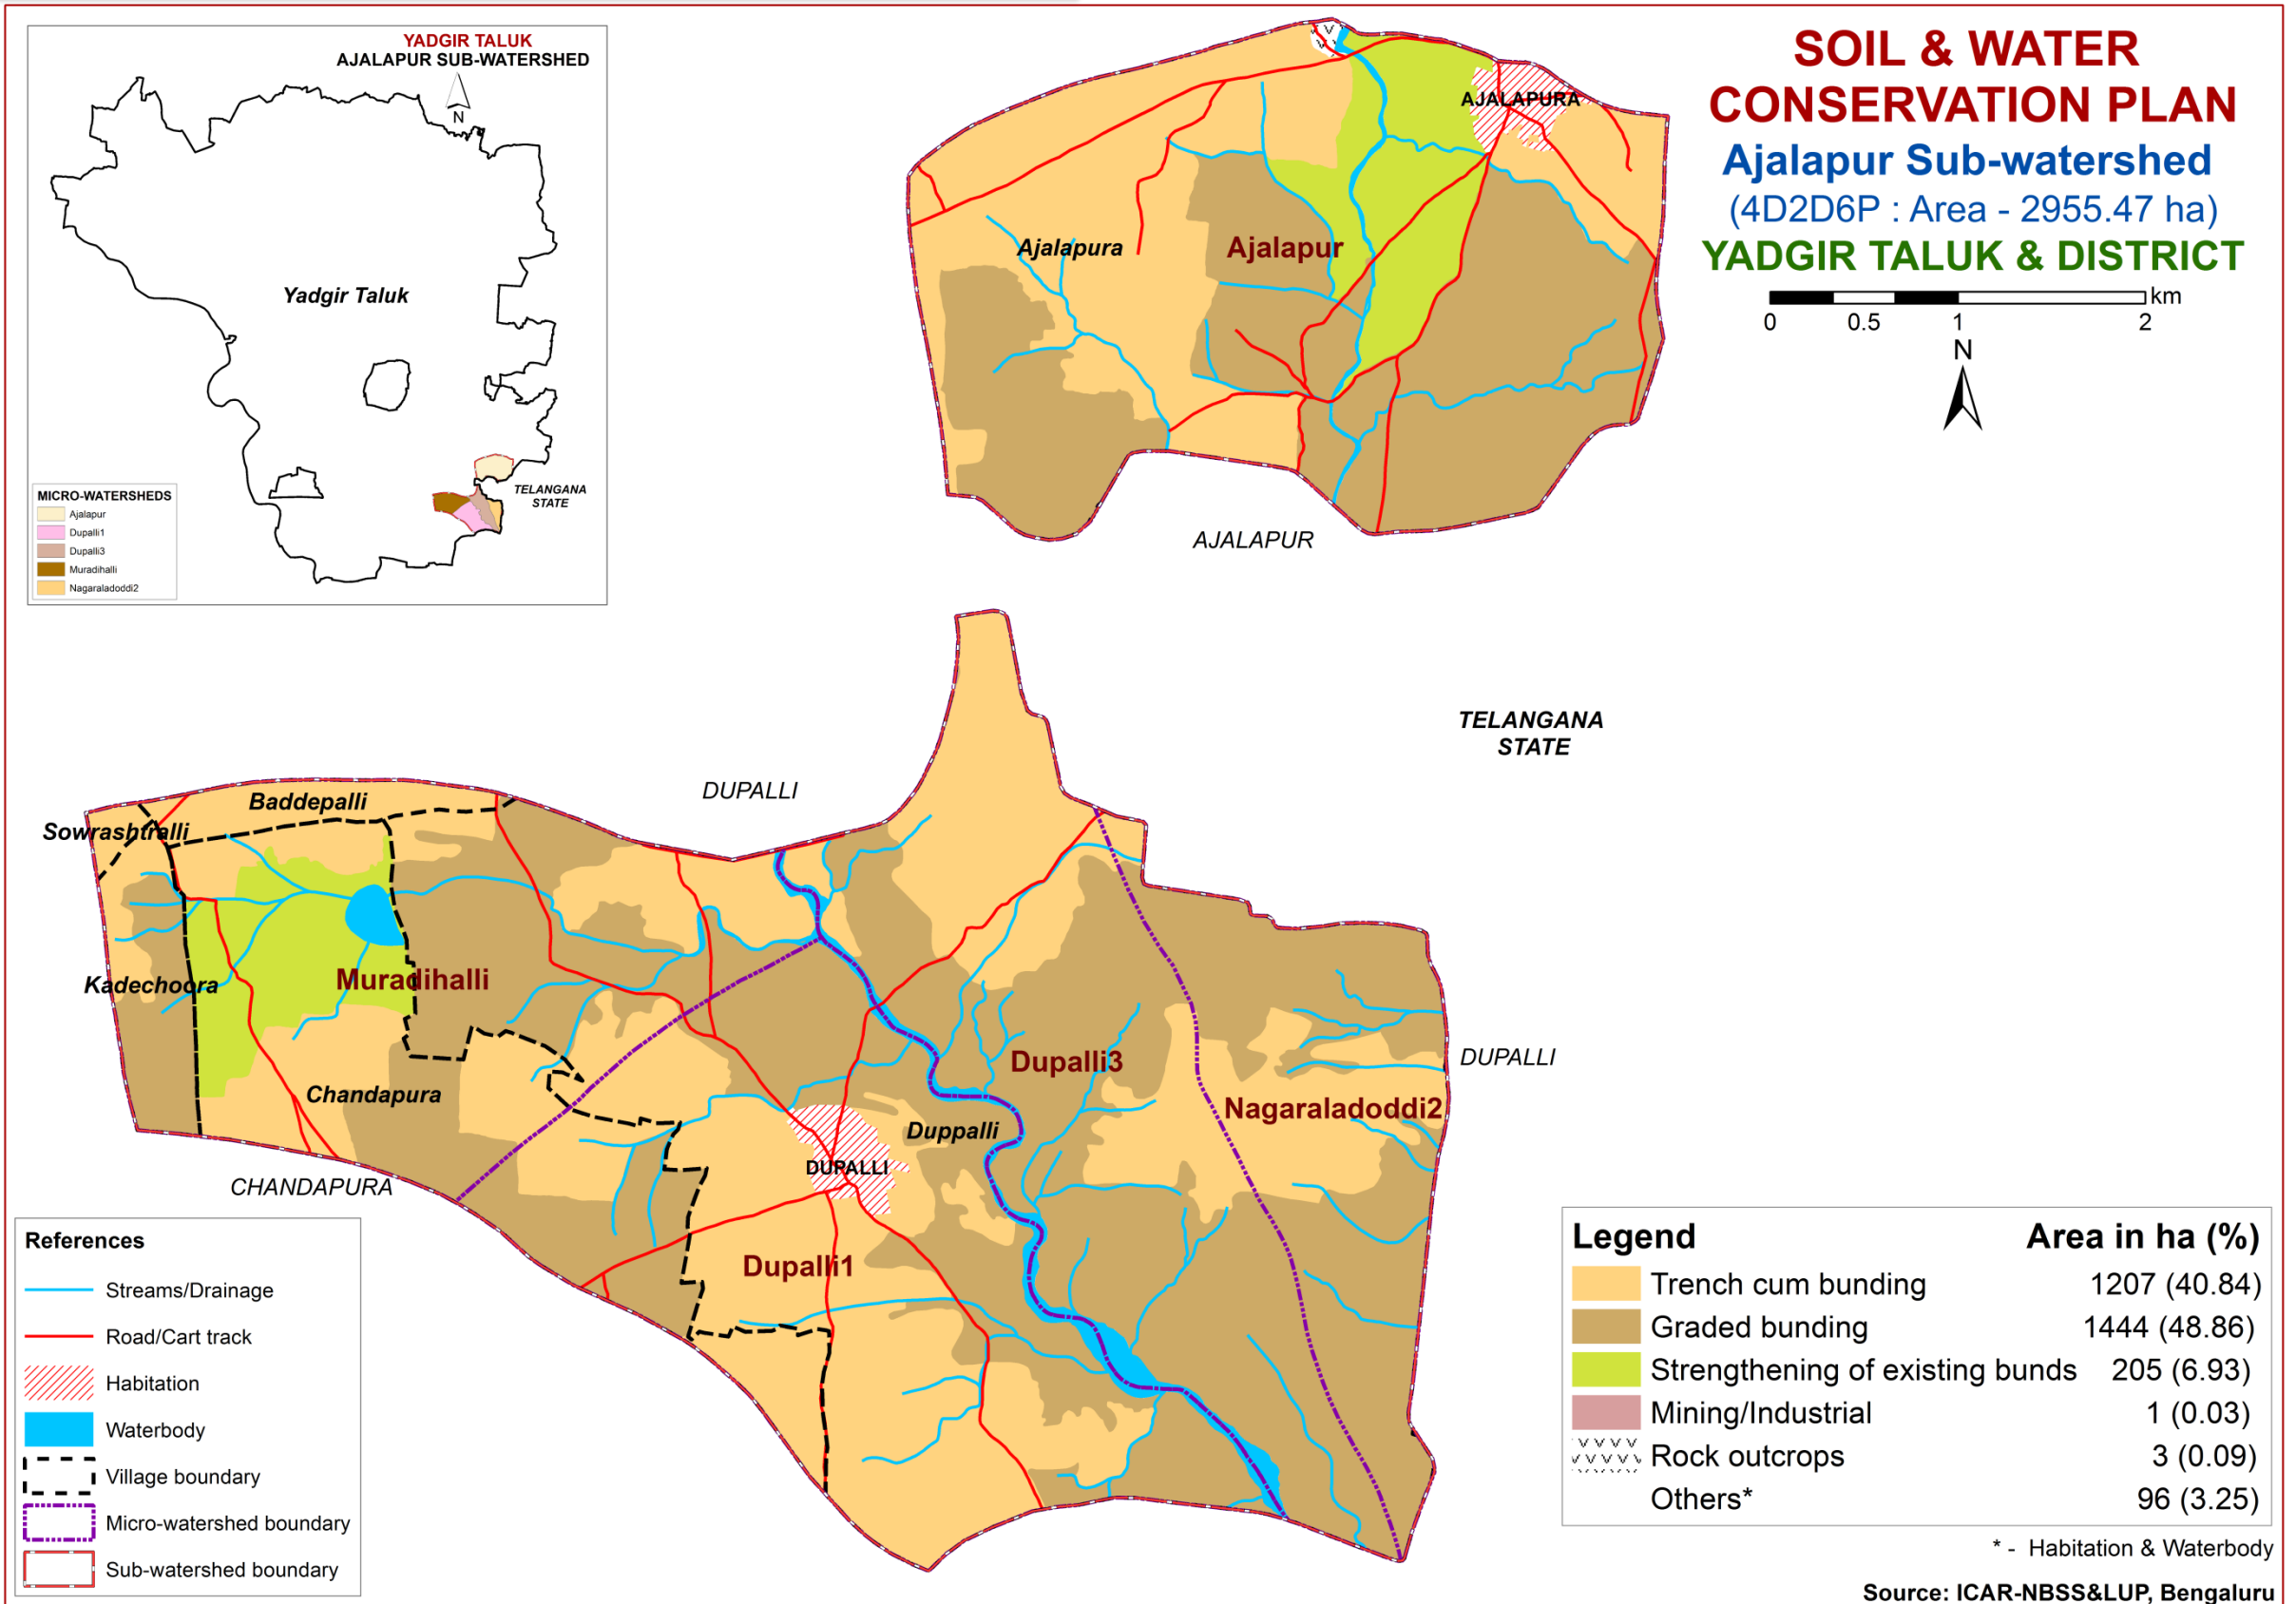 YADGIR TALUK
AJALAPUR SUB-WATERSHED
N
Yadgir Taluk
TELANGANA
STATE
MICRO-WATERSHEDS
Ajalapur
Dupalli1
Dupalli3
Muradihalli
Nagaraladoddi2
SOIL & WATER
CONSERVATION PLAN
Ajalapur Sub-watershed
(4D2D6P : Area - 2955.47 ha)
YADGIR TALUK & DISTRICT
km
0 0.5 1 2
N
AJALAPURA
Ajalapura
Ajalapur
AJALAPUR
TELANGANA
STATE
DUPALLI
Baddepalli
Sowrashtralli
Muradihalli
Kadechoora
Dupalli3
DUPALLI
Chandapura
Nagaraladoddi2
Duppalli
DUPALLI
CHANDAPURA
Dupalli1
References
Streams/Drainage
Road/Cart track
Habitation
Waterbody
Village boundary
Micro-watershed boundary
Sub-watershed boundary
Legend Area in ha (%)
Trench cum bunding 1207 (40.84)
Graded bunding 1444 (48.86)
Strengthening of existing bunds 205 (6.93)
Mining/Industrial 1 (0.03)
Rock outcrops 3 (0.09)
Others* 96 (3.25)
* - Habitation & Waterbody
Source: ICAR-NBSS&LUP, Bengaluru